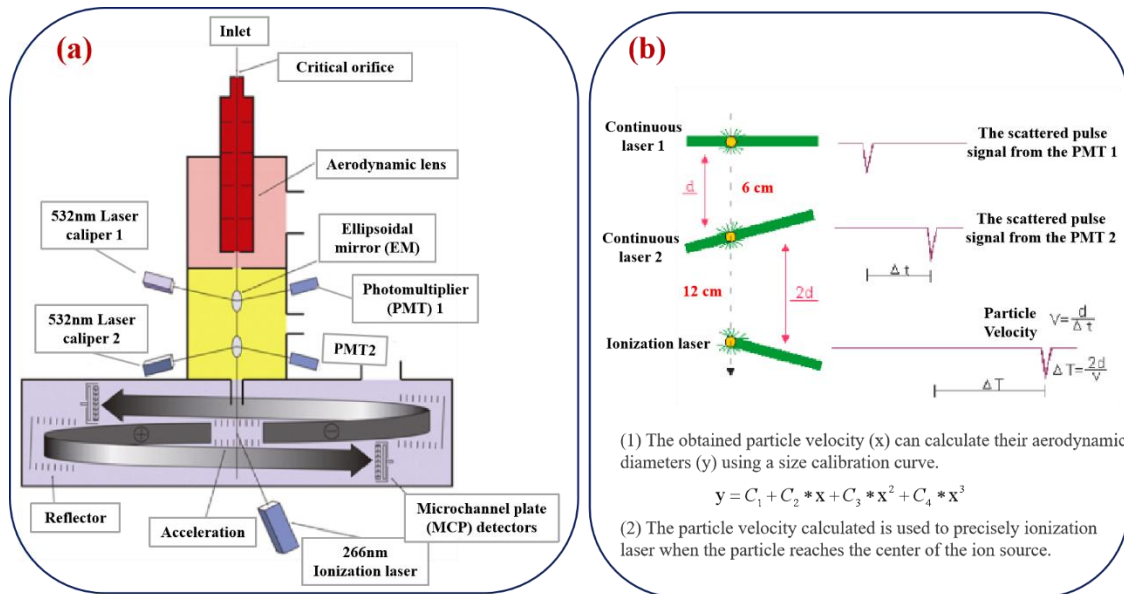 (a)
Inlet
Critical orifice
Aerodynamic lens
532nm Laser
caliper 1
Ellipsoidal
mirror (EM)
Photomultiplier
(PMT) 1
532nm Laser
caliper 2
PMT2
+
−
Reflector
Acceleration
Microchannel plate
(MCP) detectors
266nm
Ionization laser
(b)
Continuous
laser 1
The scattered pulse
signal from the PMT 1
d
6 cm
Continuous
laser 2
The scattered pulse
signal from the PMT 2
Δt
12 cm
2d
Ionization laser
Particle
Velocity
V=d/Δt
ΔT=2d/V
ΔT
(1) The obtained particle velocity (x) can calculate their aerodynamic
diameters (y) using a size calibration curve.
y = C₁ + C₂ * x + C₃ * x² + C₄ * x³
(2) The particle velocity calculated is used to precisely ionization
laser when the particle reaches the center of the ion source.